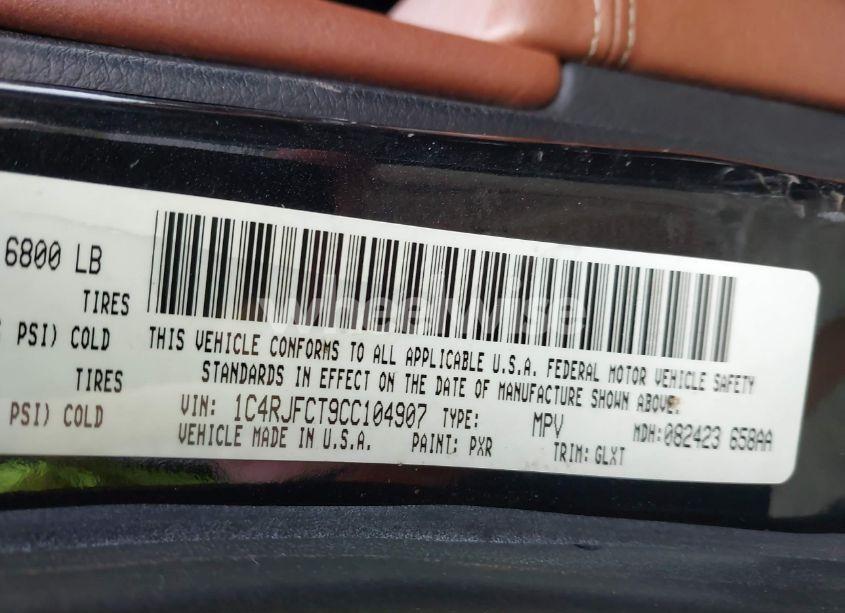 6800 LB
TIRES
PSI) COLD
TIRES
PSI) COLD
wheelwise
THIS VEHICLE CONFORMS TO ALL APPLICABLE U.S.A. FEDERAL MOTOR VEHICLE SAFETY
STANDARDS IN EFFECT ON THE DATE OF MANUFACTURE SHOWN ABOVE.
VIN: 1C4RJFCT9CC104907 TYPE: MPV MDH:082423 658AA
VEHICLE MADE IN U.S.A. PAINT: PXR TRIM: GLXT